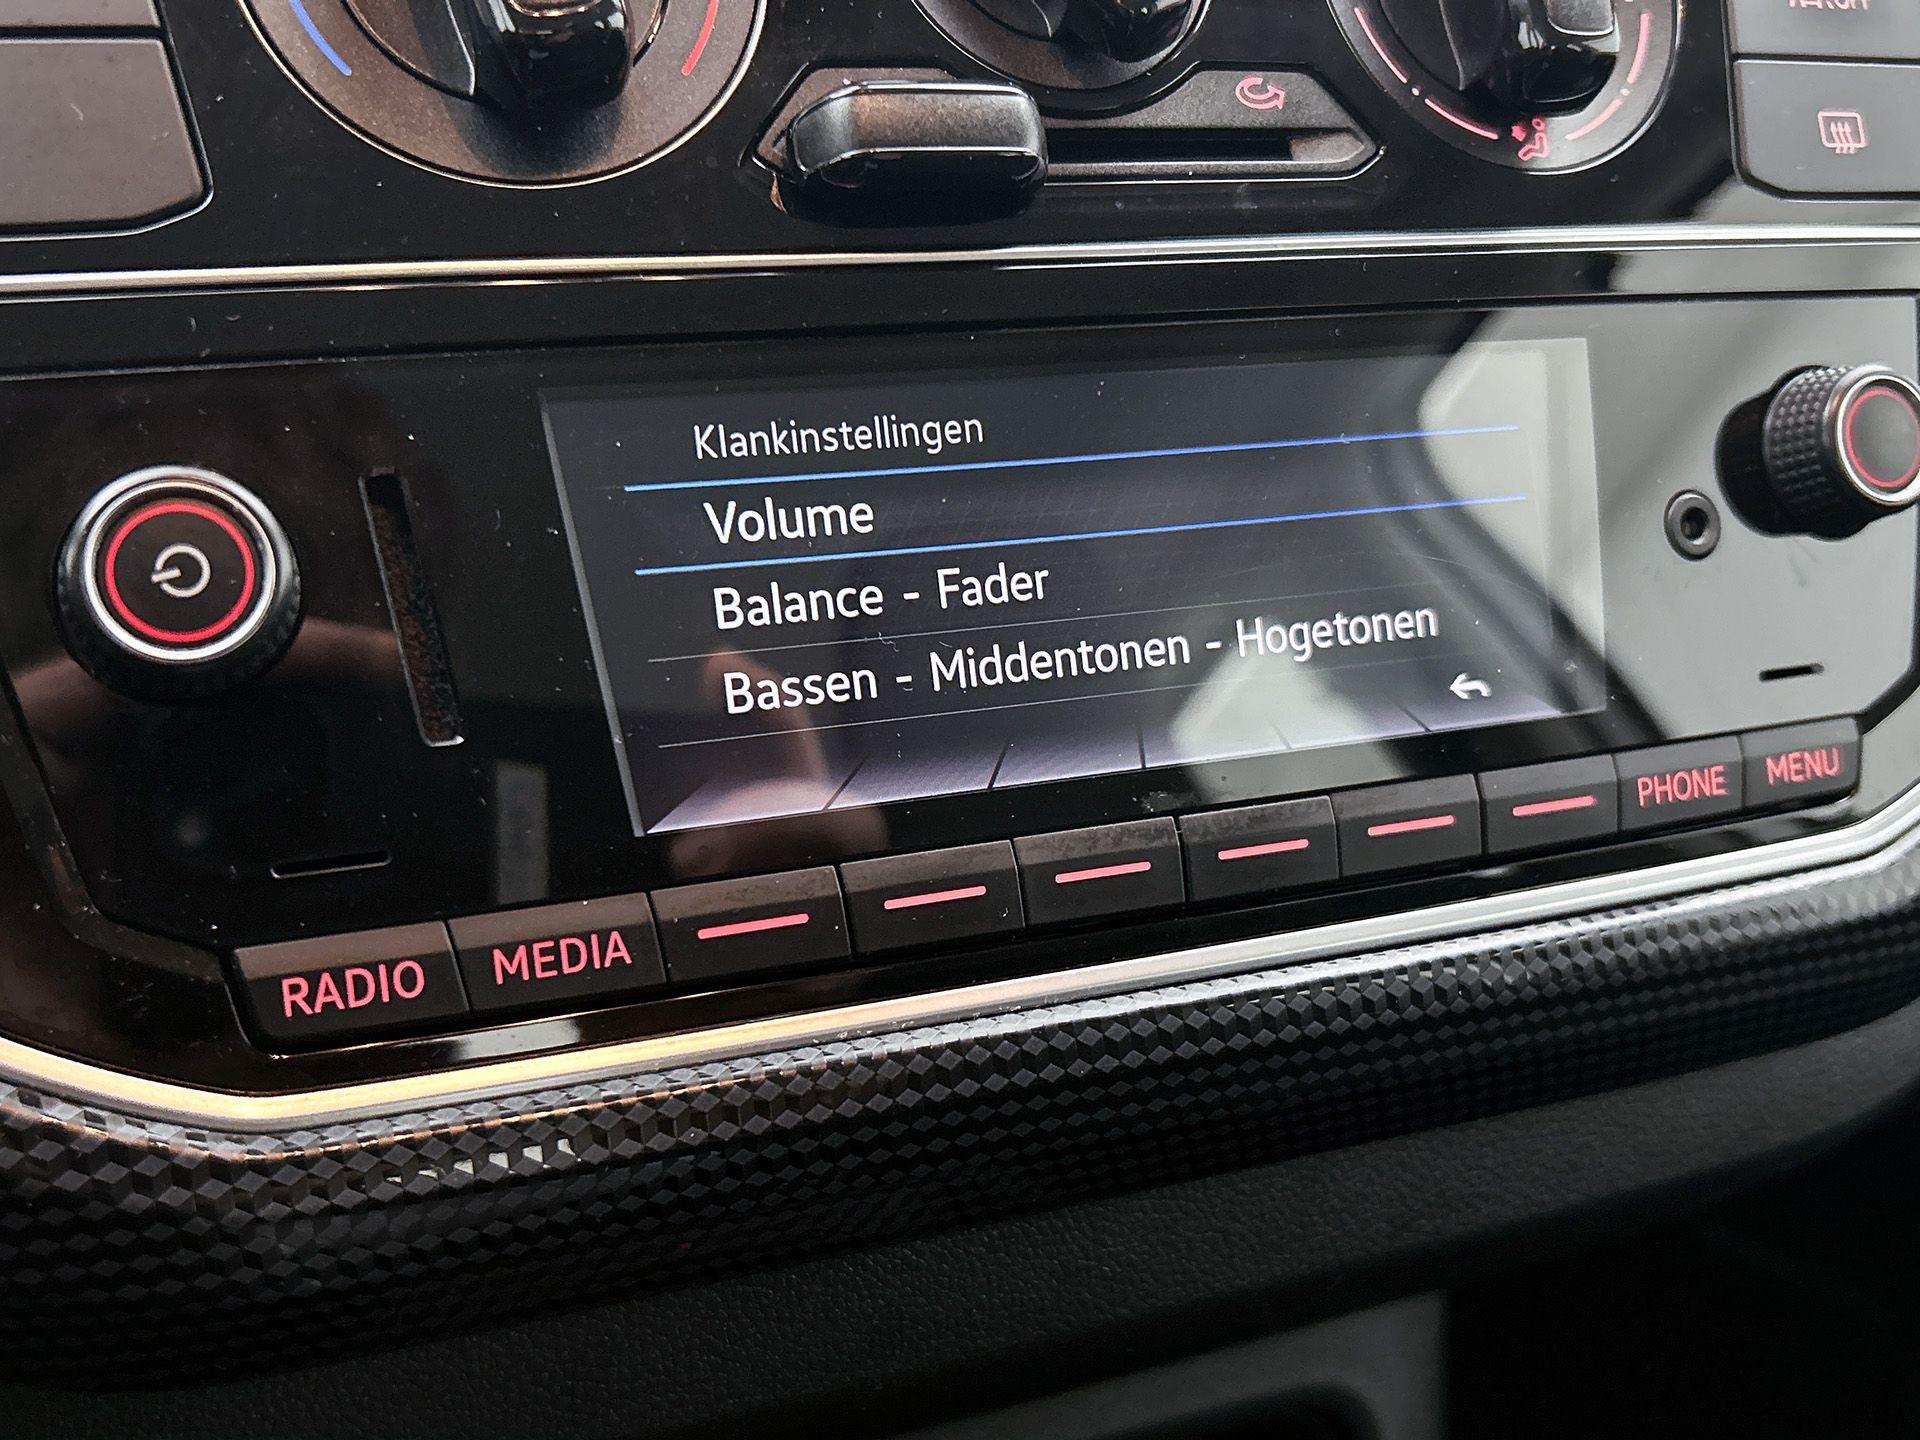 Klankinstellingen
Volume
Balance - Fader
Bassen - Middentonen - Hogetonen
RADIO
MEDIA
PHONE
MENU